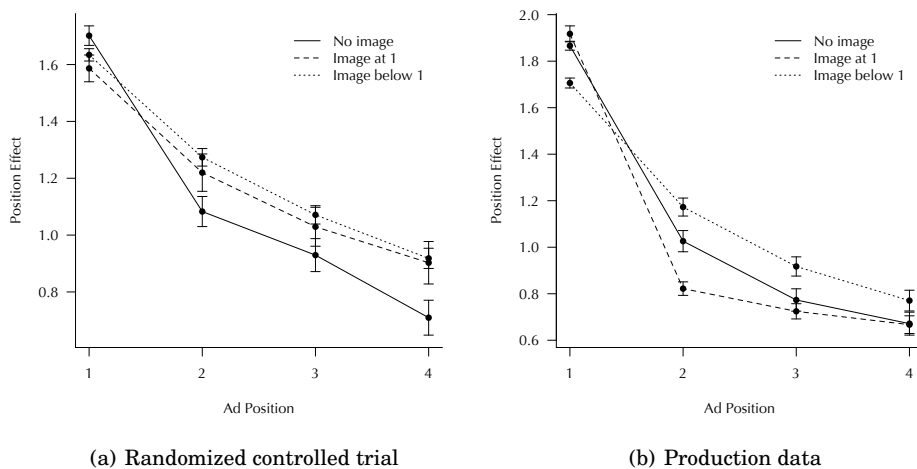 No image
Image at 1
Image below 1
1.6
1.4
1.2
1.0
0.8
Position Effect
1 2 3 4
Ad Position
(a) Randomized controlled trial
2.0
1.8
1.6
1.4
1.2
1.0
0.8
0.6
No image
Image at 1
Image below 1
Position Effect
1 2 3 4
Ad Position
(b) Production data